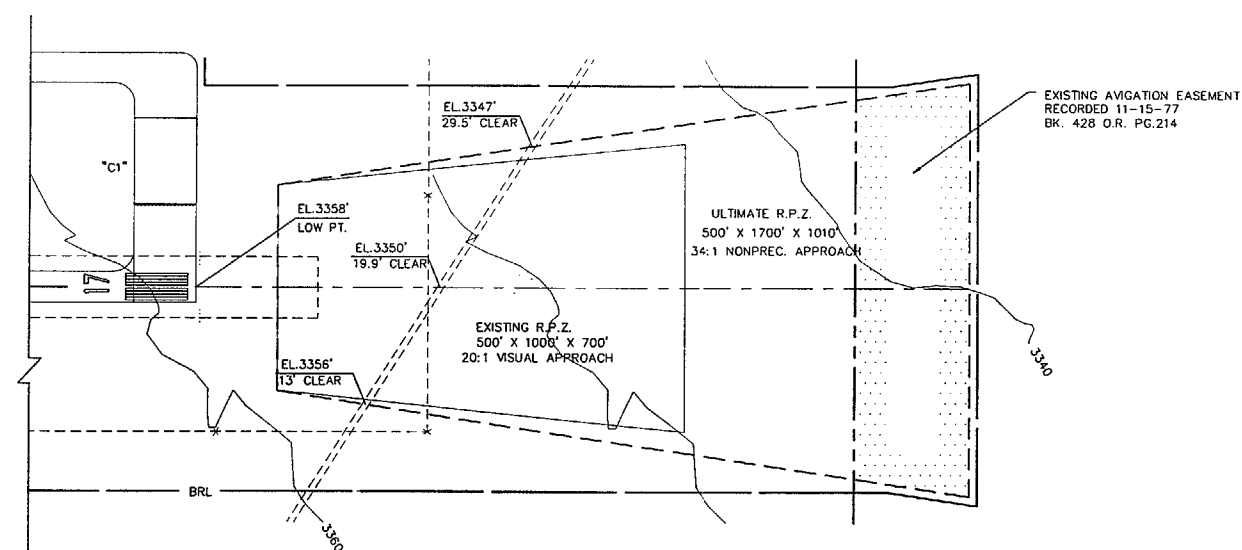 EL.3347'
29.5' CLEAR
EXISTING AVIGATION EASEMENT
RECORDED 11-15-77
BK. 428 O.R. PG.214
"C1"
EL.3358'
LOW PT.
ULTIMATE R.P.Z.
500' X 1700' X 1010'
34:1 NONPREC. APPROACH
EL.3350'
19.9' CLEAR
17
EXISTING R.P.Z.
500' X 1000' X 700'
20:1 VISUAL APPROACH
3340
EL.3356'
13' CLEAR
BRL
3360